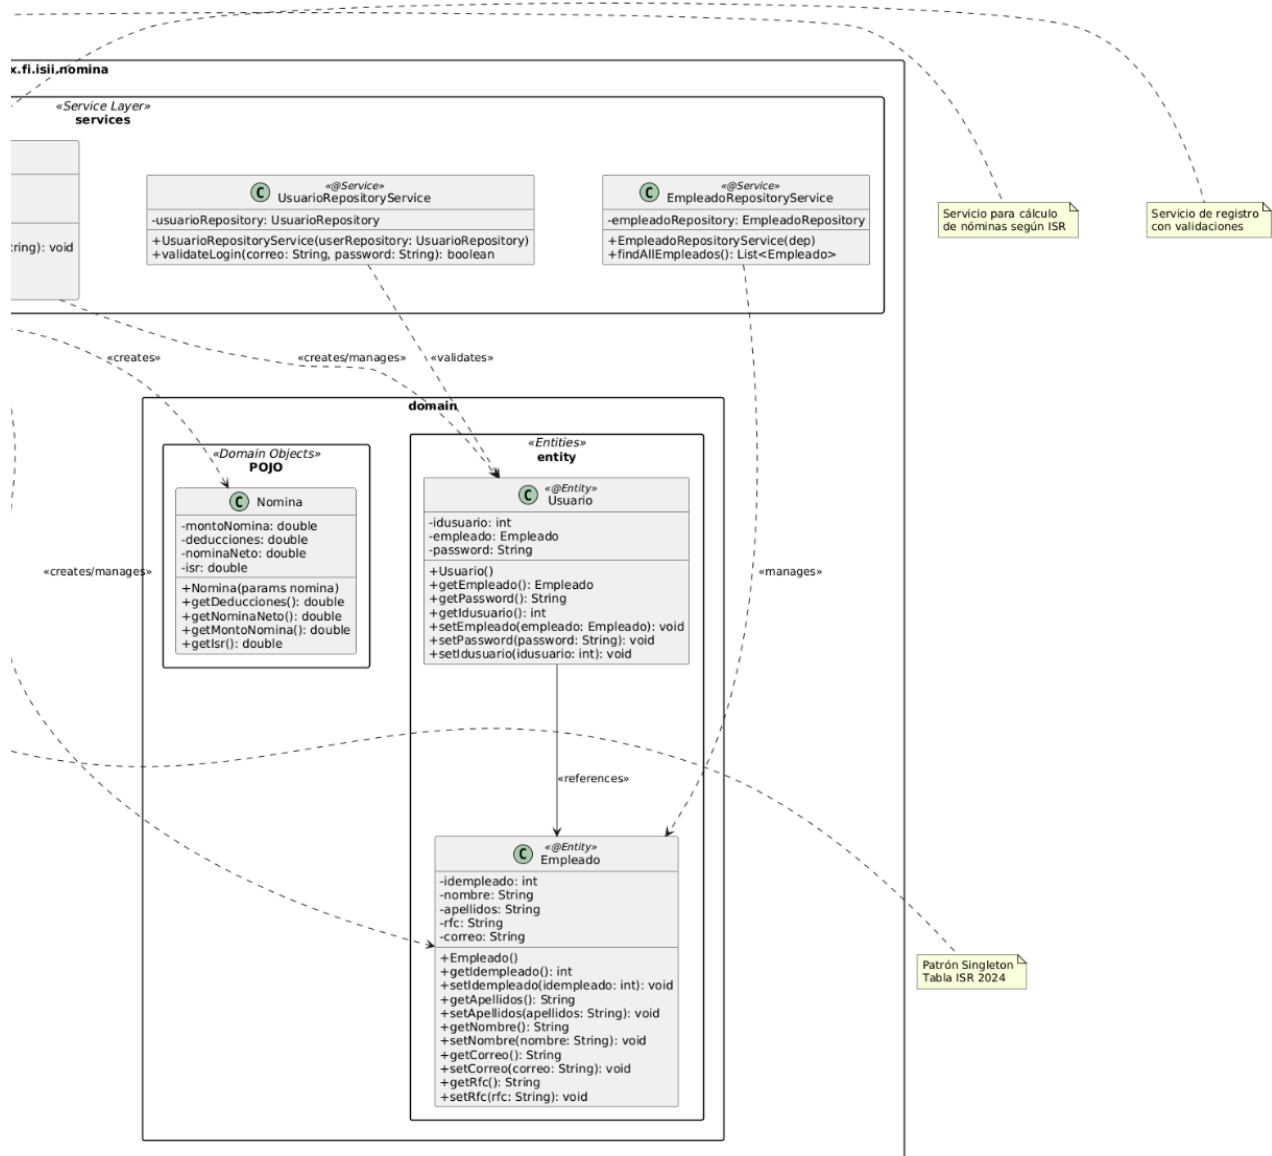 x.fi.isii.nomina
«Service Layer»
services
tring): void
C «@Service»
UsuarioRepositoryService
-usuarioRepository: UsuarioRepository
+UsuarioRepositoryService(userRepository: UsuarioRepository)
+validateLogin(correo: String, password: String): boolean
C «@Service»
EmpleadoRepositoryService
-empleadoRepository: EmpleadoRepository
+EmpleadoRepositoryService(dep)
+findAllEmpleados(): List<Empleado>
Servicio para cálculo
de nóminas según ISR
Servicio de registro
con validaciones
«creates»
«creates/manages»
«validates»
domain
«Domain Objects»
POJO
C Nomina
-montoNomina: double
-deducciones: double
-nominaNeto: double
-isr: double
+Nomina(params nomina)
+getDeducciones(): double
+getNominaNeto(): double
+getMontoNomina(): double
+getIsr(): double
«Entities»
entity
C «@Entity»
Usuario
-idusuario: int
-empleado: Empleado
-password: String
+Usuario()
+getEmpleado(): Empleado
+getPassword(): String
+getIdusuario(): int
+setEmpleado(empleado: Empleado): void
+setPassword(password: String): void
+setIdusuario(idusuario: int): void
«creates/manages»
«manages»
«references»
C «@Entity»
Empleado
-idempleado: int
-nombre: String
-apellidos: String
-rfc: String
-correo: String
+Empleado()
+getIdempleado(): int
+setIdempleado(idempleado: int): void
+getApellidos(): String
+setApellidos(apellidos: String): void
+getNombre(): String
+setNombre(nombre: String): void
+getCorreo(): String
+setCorreo(correo: String): void
+getRfc(): String
+setRfc(rfc: String): void
Patrón Singleton
Tabla ISR 2024